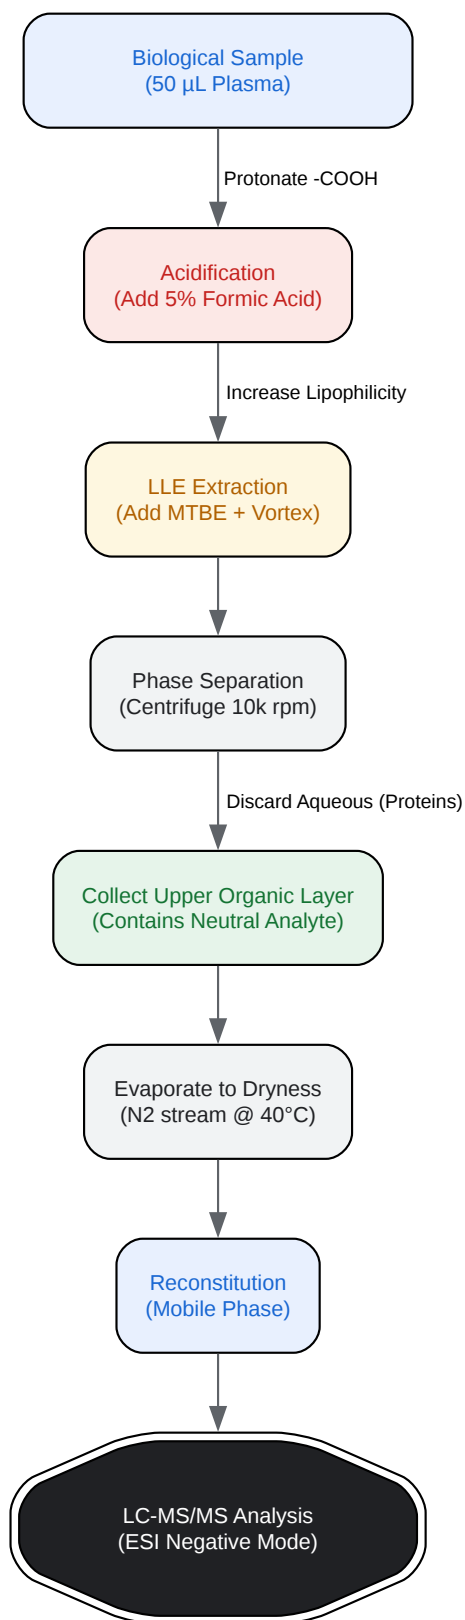 Biological Sample
(50 µL Plasma)
Protonate -COOH
Acidification
(Add 5% Formic Acid)
Increase Lipophilicity
LLE Extraction
(Add MTBE + Vortex)
Phase Separation
(Centrifuge 10k rpm)
Discard Aqueous (Proteins)
Collect Upper Organic Layer
(Contains Neutral Analyte)
Evaporate to Dryness
(N2 stream @ 40°C)
Reconstitution
(Mobile Phase)
LC-MS/MS Analysis
(ESI Negative Mode)